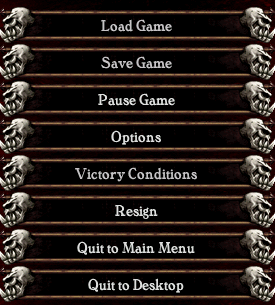 Load Game
Save Game
Pause Game
Options
Victory Conditions
Resign
Quit to Main Menu
Quit to Desktop